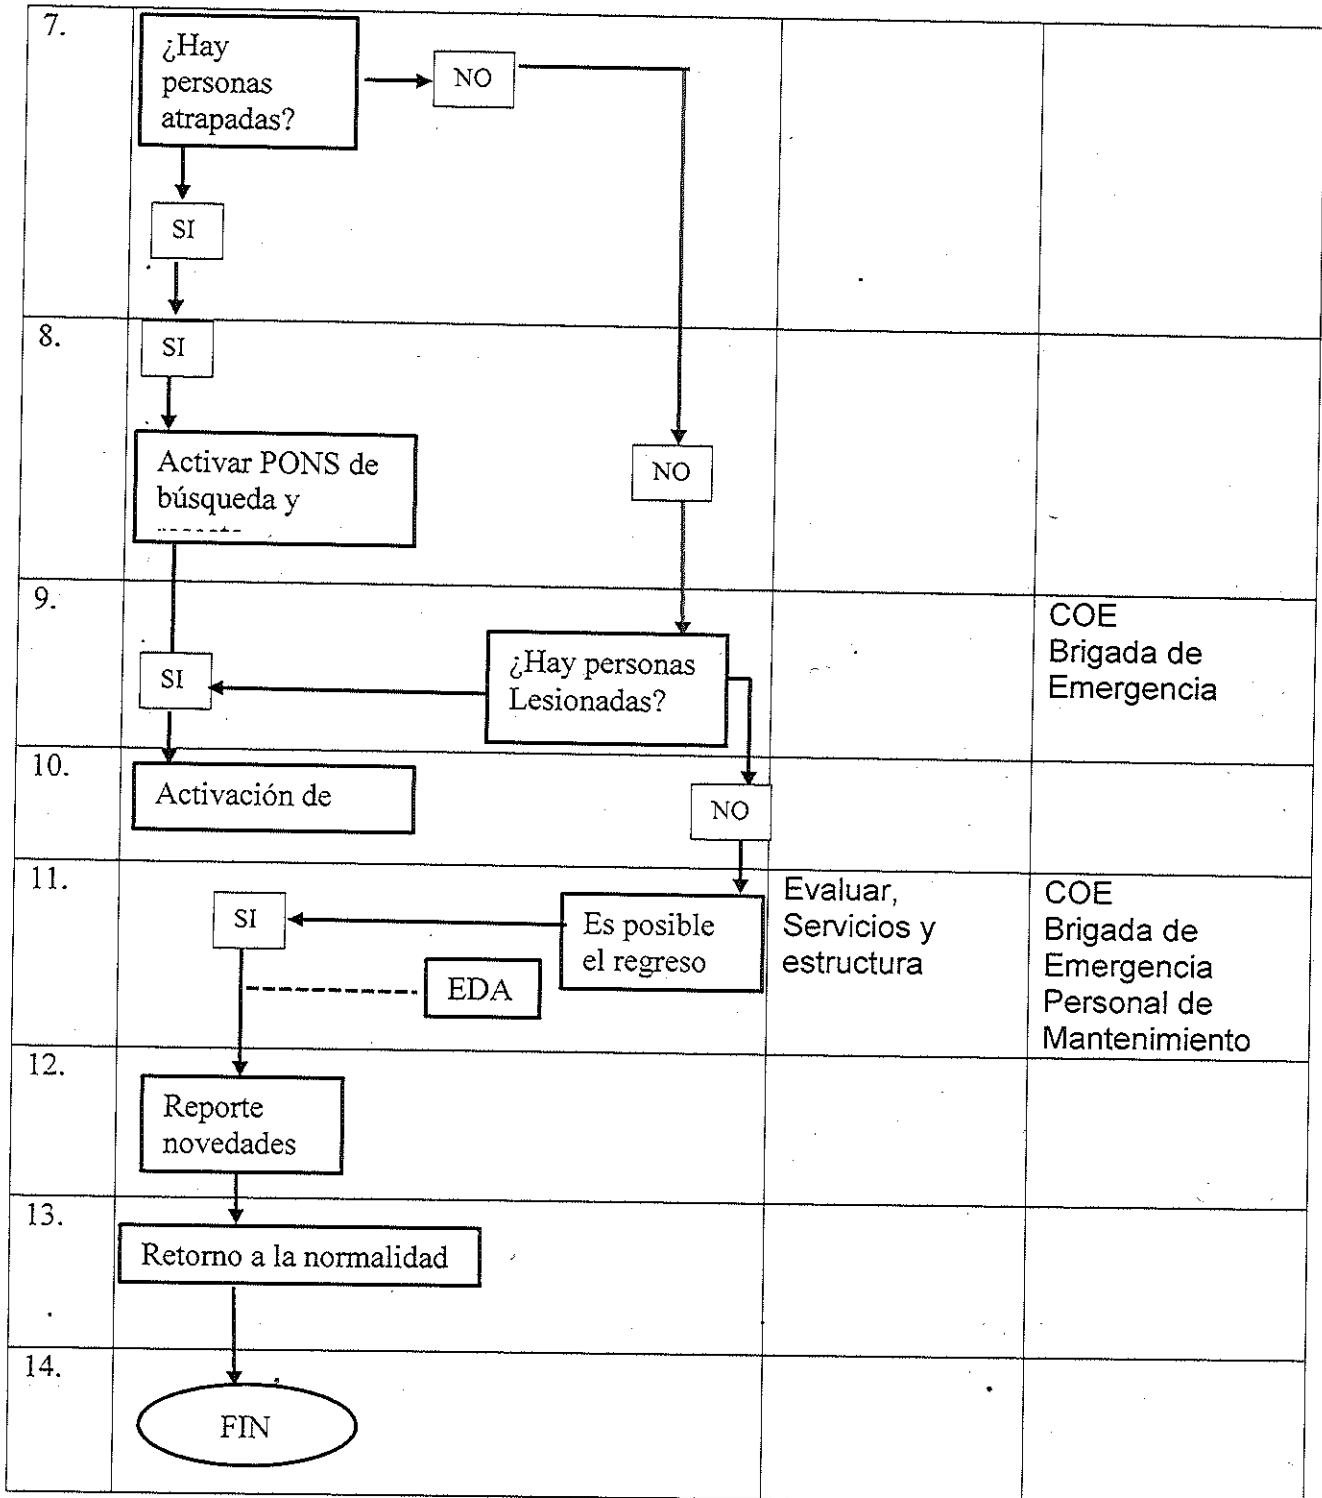 7.
¿Hay
personas
atrapadas?
NO
SI
8.
SI
Activar PONS de
búsqueda y
NO
9.
SI
¿Hay personas
Lesionadas?
COE
Brigada de
Emergencia
10.
Activación de
NO
11.
SI
Es posible
el regreso
EDA
Evaluar,
Servicios y
estructura
COE
Brigada de
Emergencia
Personal de
Mantenimiento
12.
Reporte
novedades
13.
Retorno a la normalidad
14.
FIN